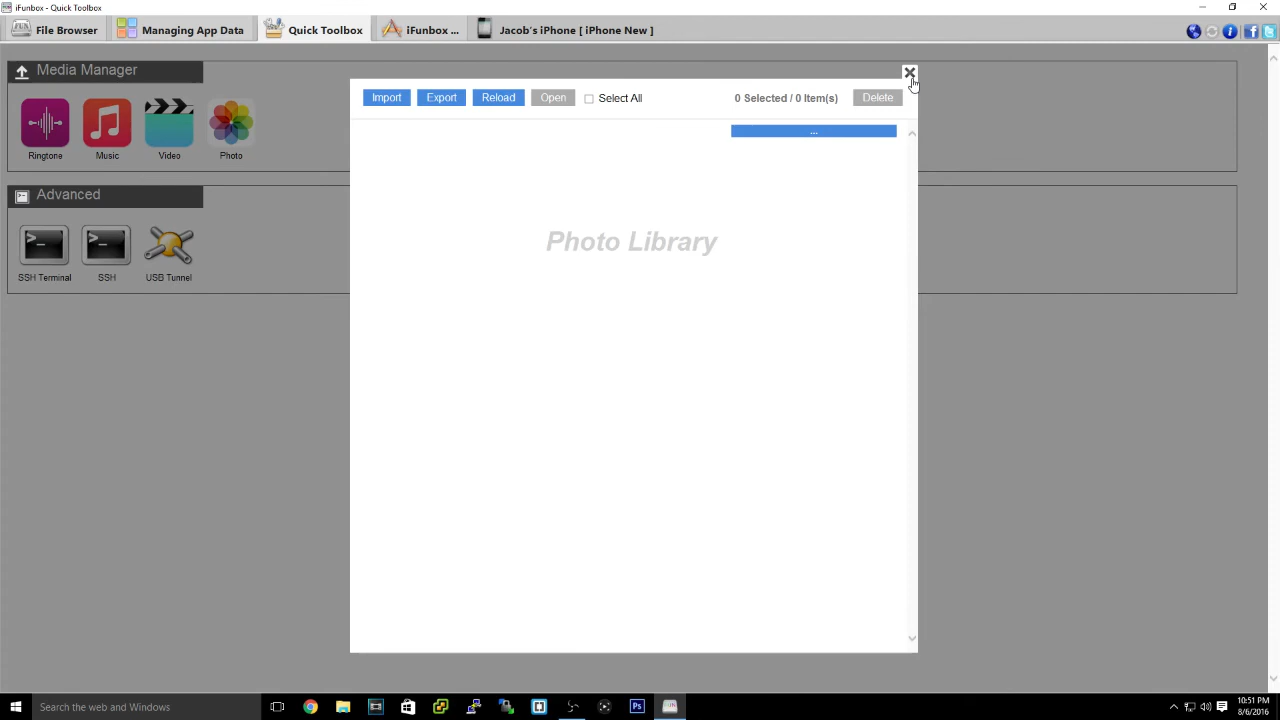 iFunbox - Quick Toolbox
File Browser
Managing App Data
Quick Toolbox
iFunbox ...
Jacob's iPhone [ iPhone New ]
Media Manager
Ringtone
Music
Video
Photo
Advanced
SSH Terminal
SSH
USB Tunnel
Import
Export
Reload
Open
Select All
0 Selected / 0 Item(s)
Delete
...
Photo Library
Search the web and Windows
10:51 PM
8/6/2016